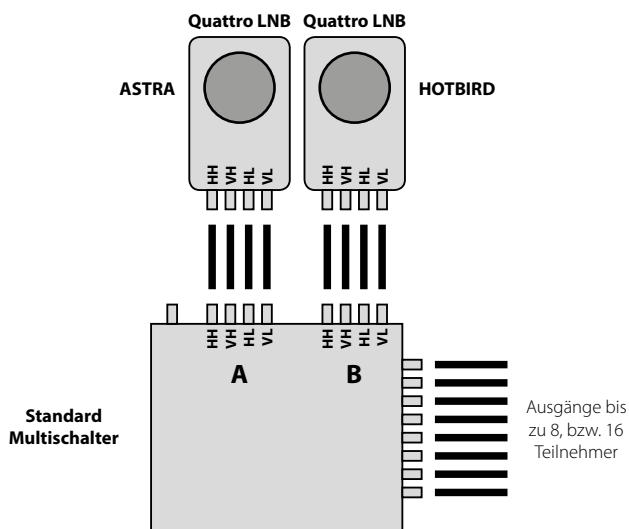 Quattro LNB Quattro LNB
ASTRA HOTBIRD
HH VH HL VL HH VH HL VL
HH VH HL VL HH VH HL VL
A B
Standard
Multischalter
Ausgänge bis
zu 8, bzw. 16
Teilnehmer